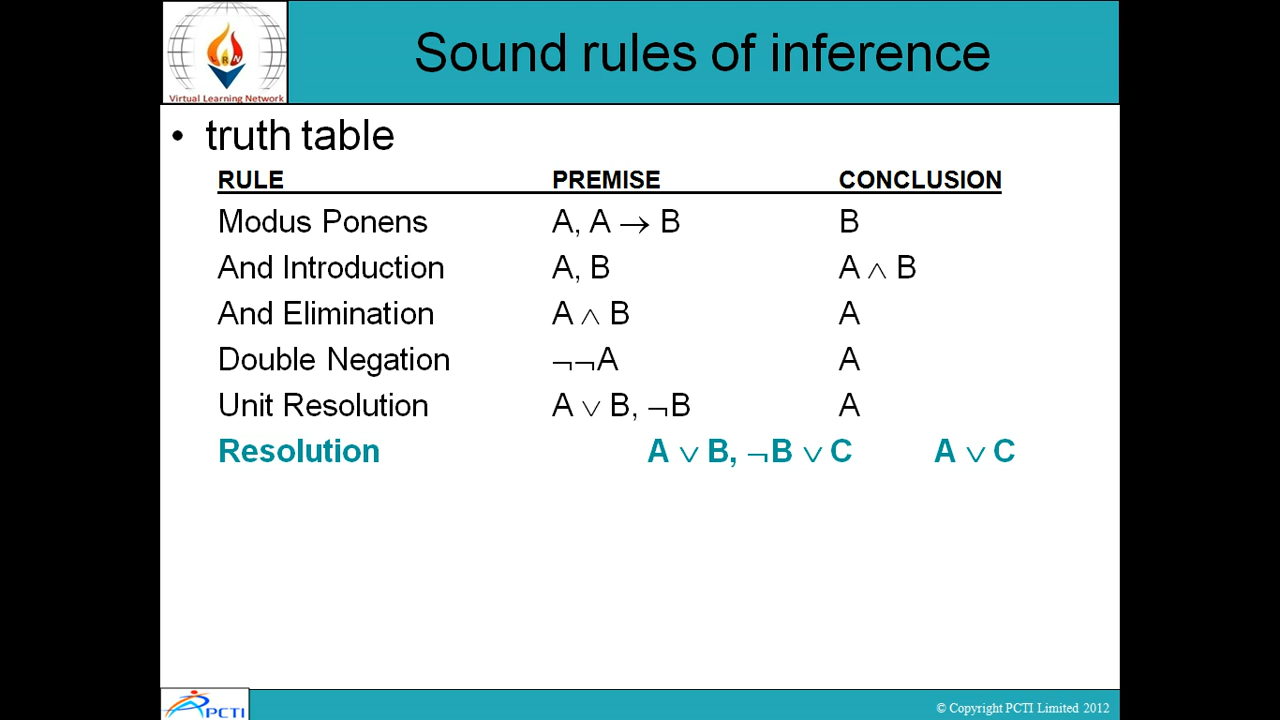 Sound rules of inference
LRN
Virtual Learning Network
• truth table
RULE PREMISE CONCLUSION
Modus Ponens A, A → B B
And Introduction A, B A ∧ B
And Elimination A ∧ B A
Double Negation ¬¬A A
Unit Resolution A ∨ B, ¬B A
Resolution A ∨ B, ¬B ∨ C A ∨ C
PCTI
© Copyright PCTI Limited 2012